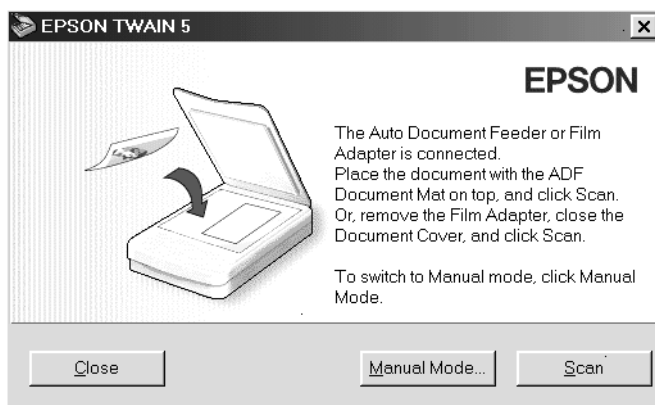 EPSON TWAIN 5
EPSON
The Auto Document Feeder or Film
Adapter is connected.
Place the document with the ADF
Document Mat on top, and click Scan.
Or, remove the Film Adapter, close the
Document Cover, and click Scan.
To switch to Manual mode, click Manual
Mode.
Close
Manual Mode...
Scan